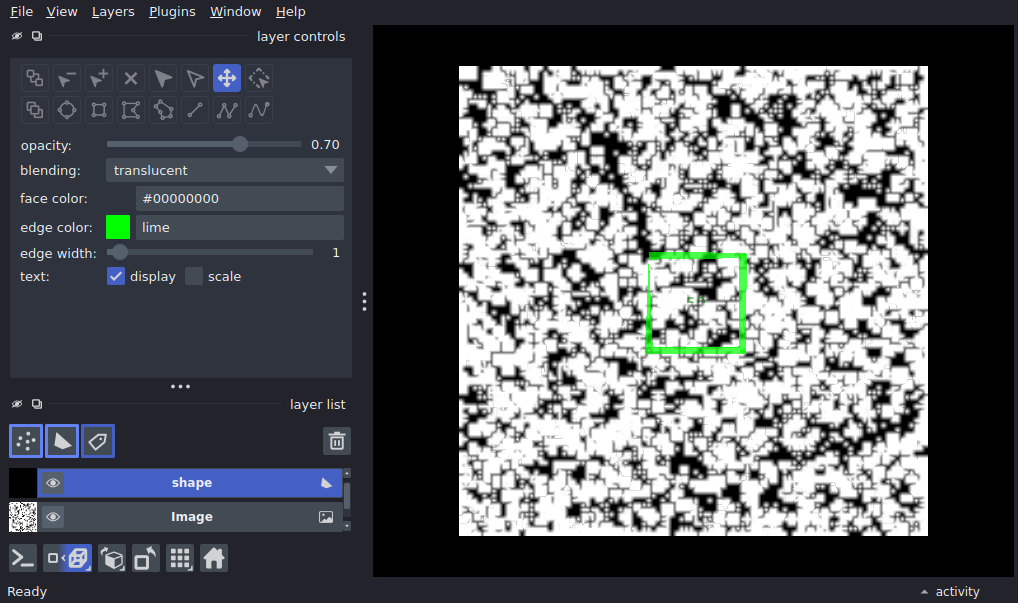 File View Layers Plugins Window Help
layer controls
opacity: 0.70
blending: translucent
face color: #00000000
edge color: lime
edge width: 1
text: display scale
layer list
shape
Image
Ready
activity